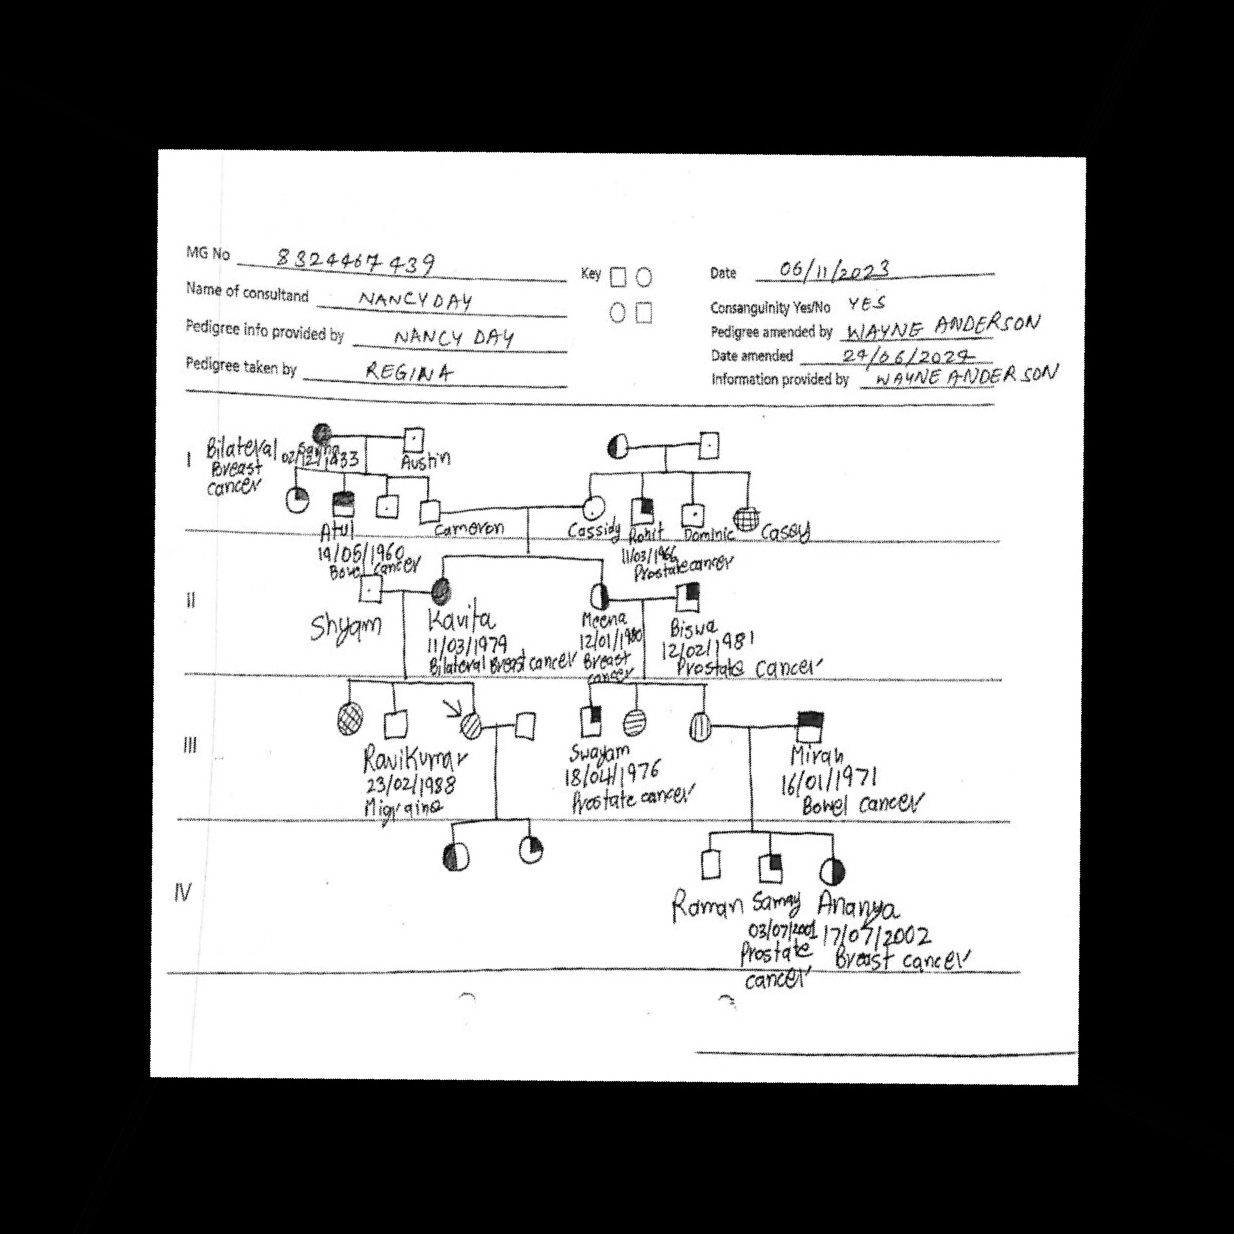 MG No 8324467439
Key
Date 06/11/2023
Name of consultand NANCY DAY
Consanguinity Yes/No YES
Pedigree info provided by NANCY DAY
Pedigree amended by WAYNE ANDERSON
Date amended 24/06/2024
Pedigree taken by REGINA
Information provided by WAYNE ANDERSON
I
Bilateral
Breast
cancer
Austin
Atul
14/05/1960
Bowel cancer
Cameron
Cassidy
Rohit
11/03/1966
Prostate cancer
Dominic
Casey
II
Shyam
Kavita
11/03/1979
Bilateral Breast cancer
Meena
12/01/1980
Breast
cancer
Biswa
12/02/1981
Prostate cancer
III
RaviKumar
23/02/1988
Migraine
Swayam
18/04/1976
Prostate cancer
Mirah
16/01/1971
Bowel cancer
IV
Raman
Samay
03/07/2001
Prostate
cancer
Ananya
17/07/2002
Breast cancer